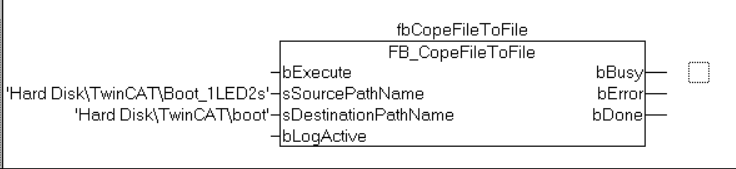 fbCopeFileToFile
FB_CopeFileToFile
bExecute bBusy
'Hard Disk\TwinCAT\Boot_1LED2s' sSourcePathName bError
'Hard Disk\TwinCAT\boot' sDestinationPathName bDone
bLogActive